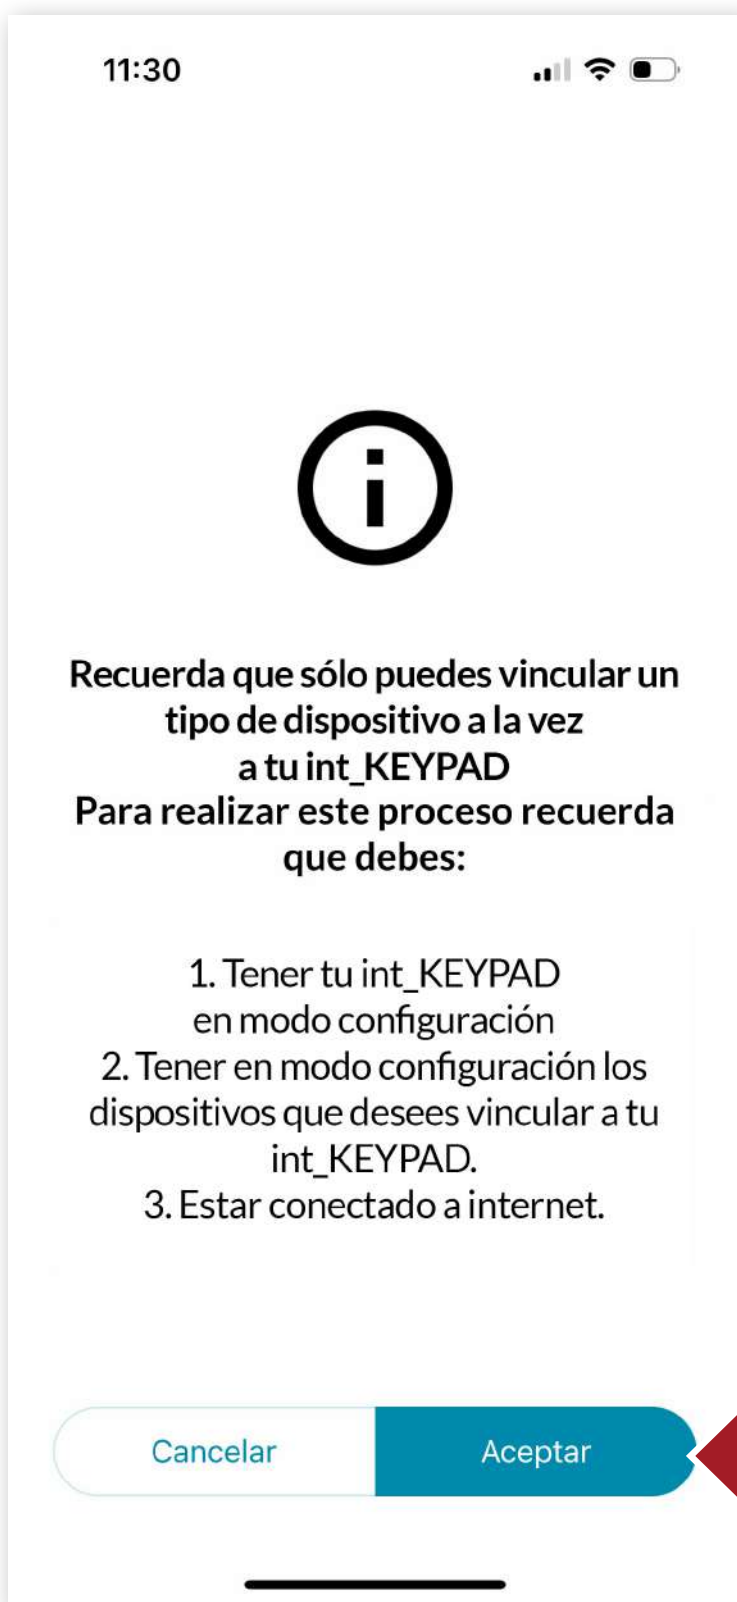 11:30
Recuerda que sólo puedes vincular un
tipo de dispositivo a la vez
a tu int_KEYPAD
Para realizar este proceso recuerda
que debes:
1. Tener tu int_KEYPAD
en modo configuración
2. Tener en modo configuración los
dispositivos que desees vincular a tu
int_KEYPAD.
3. Estar conectado a internet.
Cancelar Aceptar